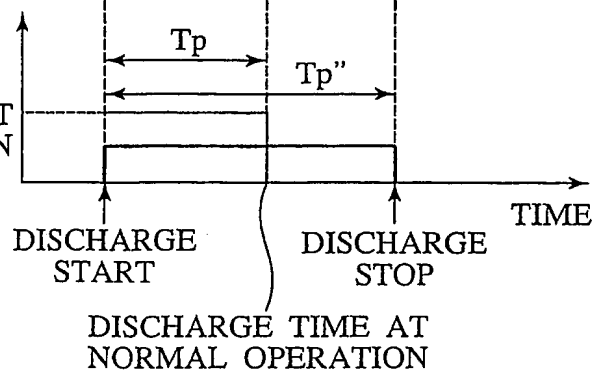 Tp
Tp"
T
N
TIME
DISCHARGE
START
DISCHARGE
STOP
DISCHARGE TIME AT
NORMAL OPERATION